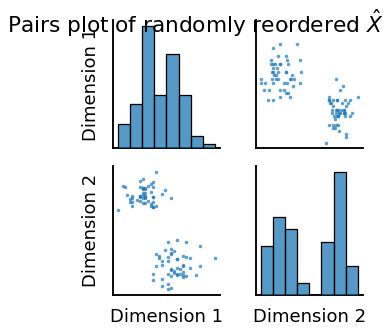 Pairs plot of randomly reordered X̂
Dimension 1
Dimension 2
Dimension 1
Dimension 2